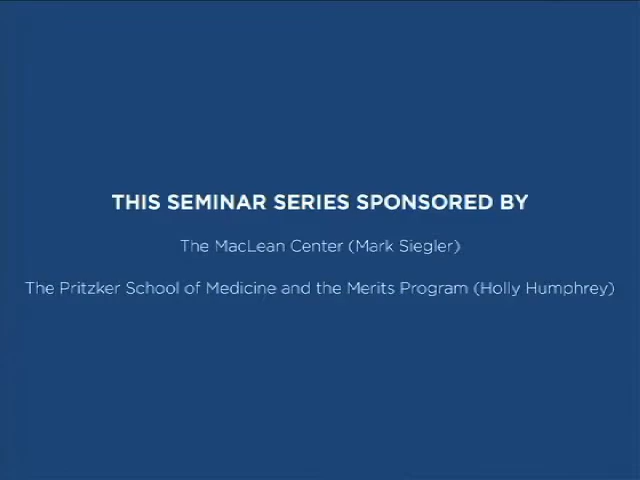 THIS SEMINAR SERIES SPONSORED BY
The MacLean Center (Mark Siegler)
The Pritzker School of Medicine and the Merits Program (Holly Humphrey)